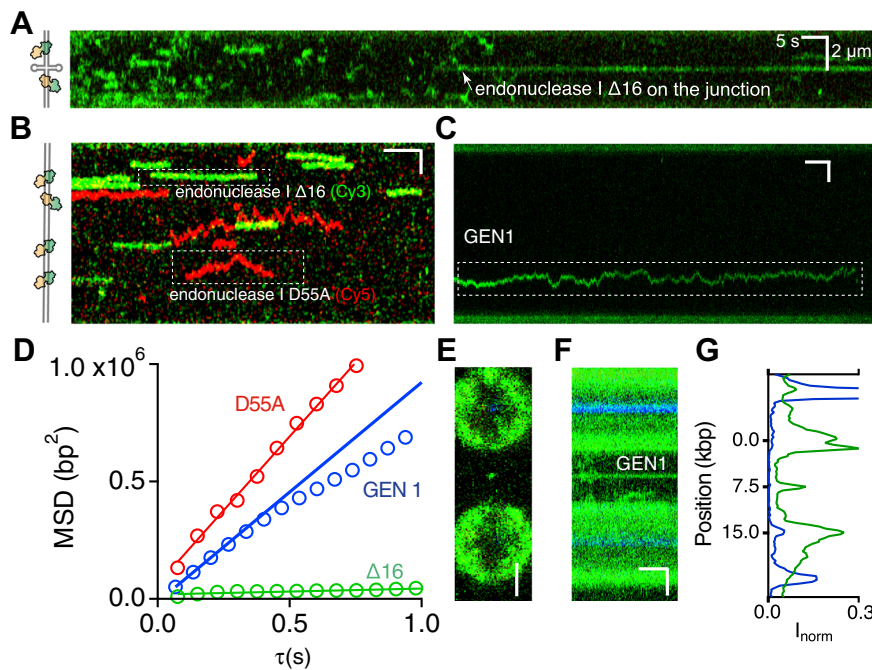 A
5 s
2 μm
endonuclease I Δ16 on the junction
B
endonuclease I Δ16 (Cy3)
endonuclease I D55A (Cy5)
C
GEN1
D
1.0 x10⁶
0.5
0.0
MSD (bp²)
D55A
GEN 1
Δ16
0.0 0.5 1.0
τ(s)
E
F
GEN1
G
Position (kbp)
0.0
7.5
15.0
0.0 0.3
Inorm